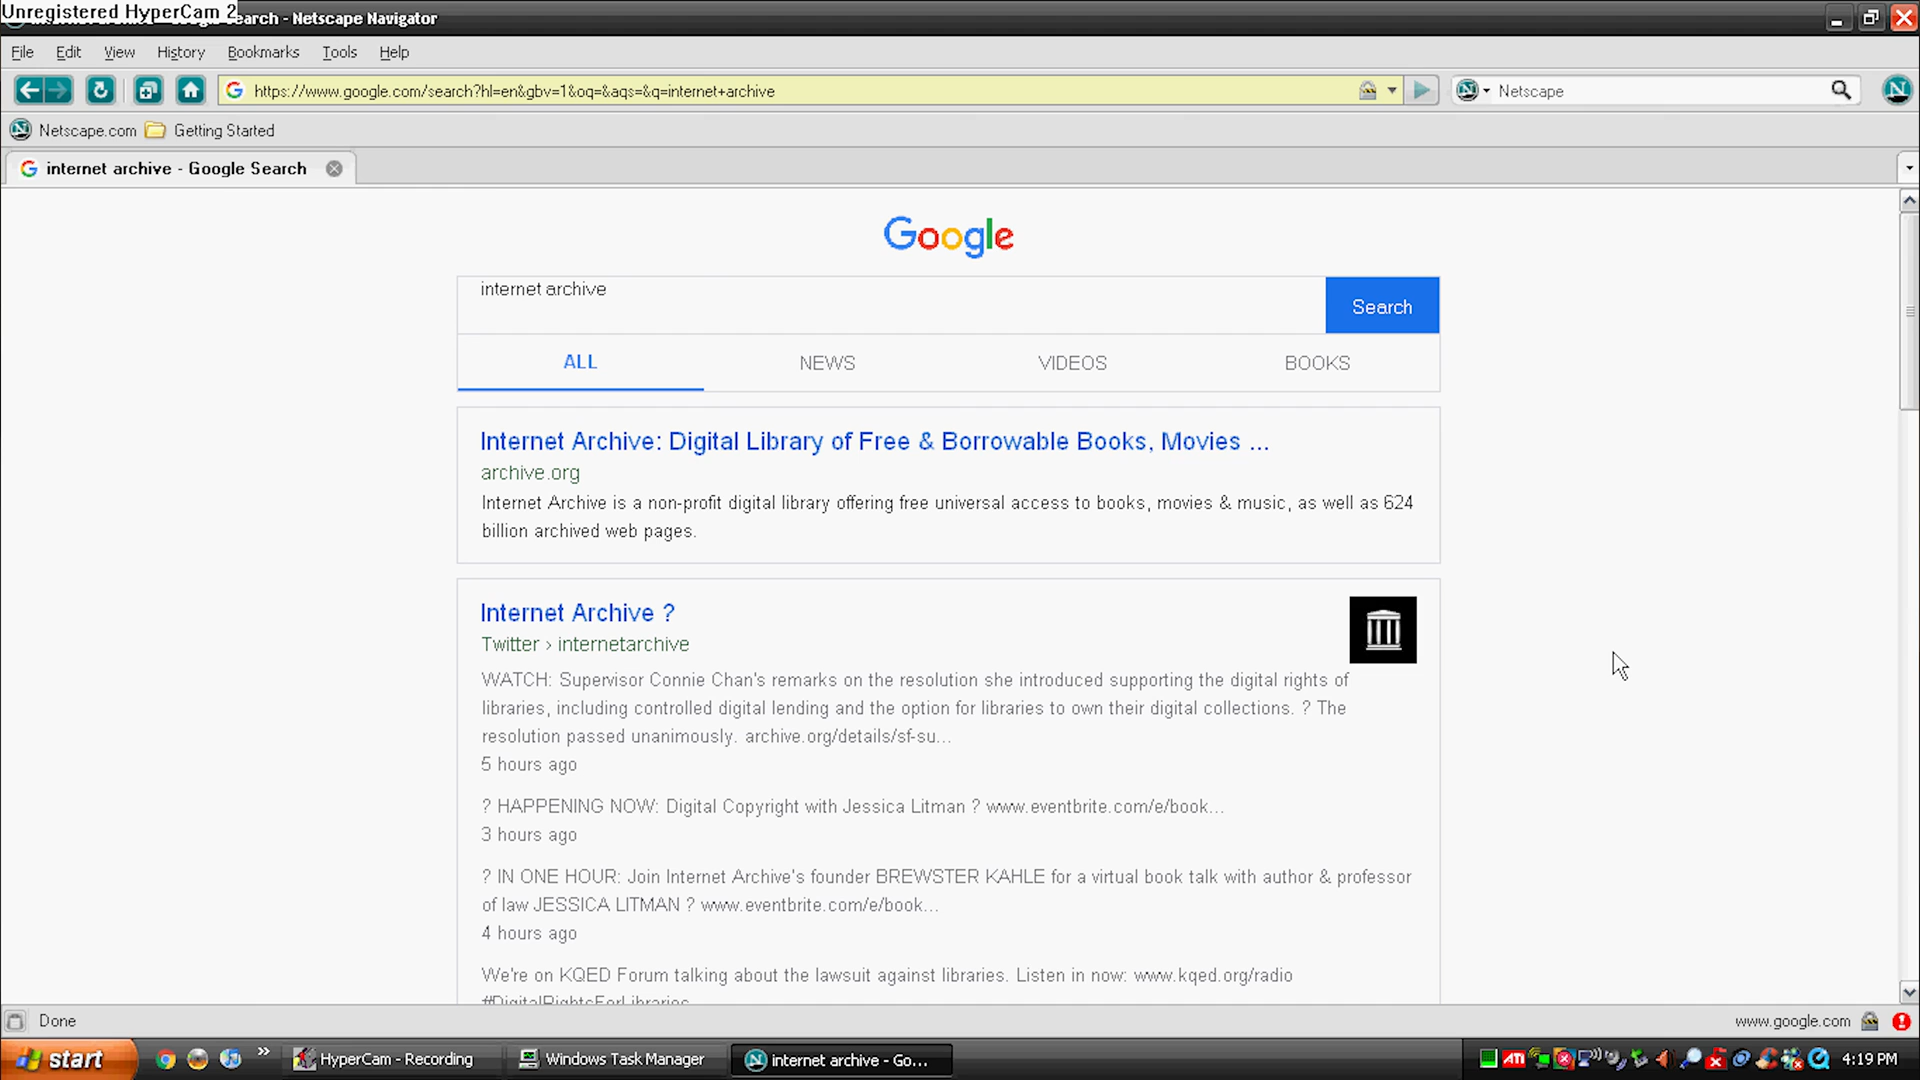 Unregistered HyperCam 2
Search - Netscape Navigator
File Edit View History Bookmarks Tools Help
https://www.google.com/search?hl=en&gbv=1&oq=&aqs=&q=internet+archive
Netscape
Netscape.com Getting Started
internet archive - Google Search
Google
internet archive
Search
ALL NEWS VIDEOS BOOKS
Internet Archive: Digital Library of Free & Borrowable Books, Movies ...
archive.org
Internet Archive is a non-profit digital library offering free universal access to books, movies & music, as well as 624
billion archived web pages.
Internet Archive ?
Twitter › internetarchive
WATCH: Supervisor Connie Chan's remarks on the resolution she introduced supporting the digital rights of
libraries, including controlled digital lending and the option for libraries to own their digital collections. ? The
resolution passed unanimously. archive.org/details/sf-su...
5 hours ago
? HAPPENING NOW: Digital Copyright with Jessica Litman ? www.eventbrite.com/e/book...
3 hours ago
? IN ONE HOUR: Join Internet Archive's founder BREWSTER KAHLE for a virtual book talk with author & professor
of law JESSICA LITMAN ? www.eventbrite.com/e/book...
4 hours ago
We're on KQED Forum talking about the lawsuit against libraries. Listen in now: www.kqed.org/radio
#DigitalRightsForLibraries
Done
www.google.com
start
HyperCam - Recording
Windows Task Manager
internet archive - Go...
ATI
4:19 PM